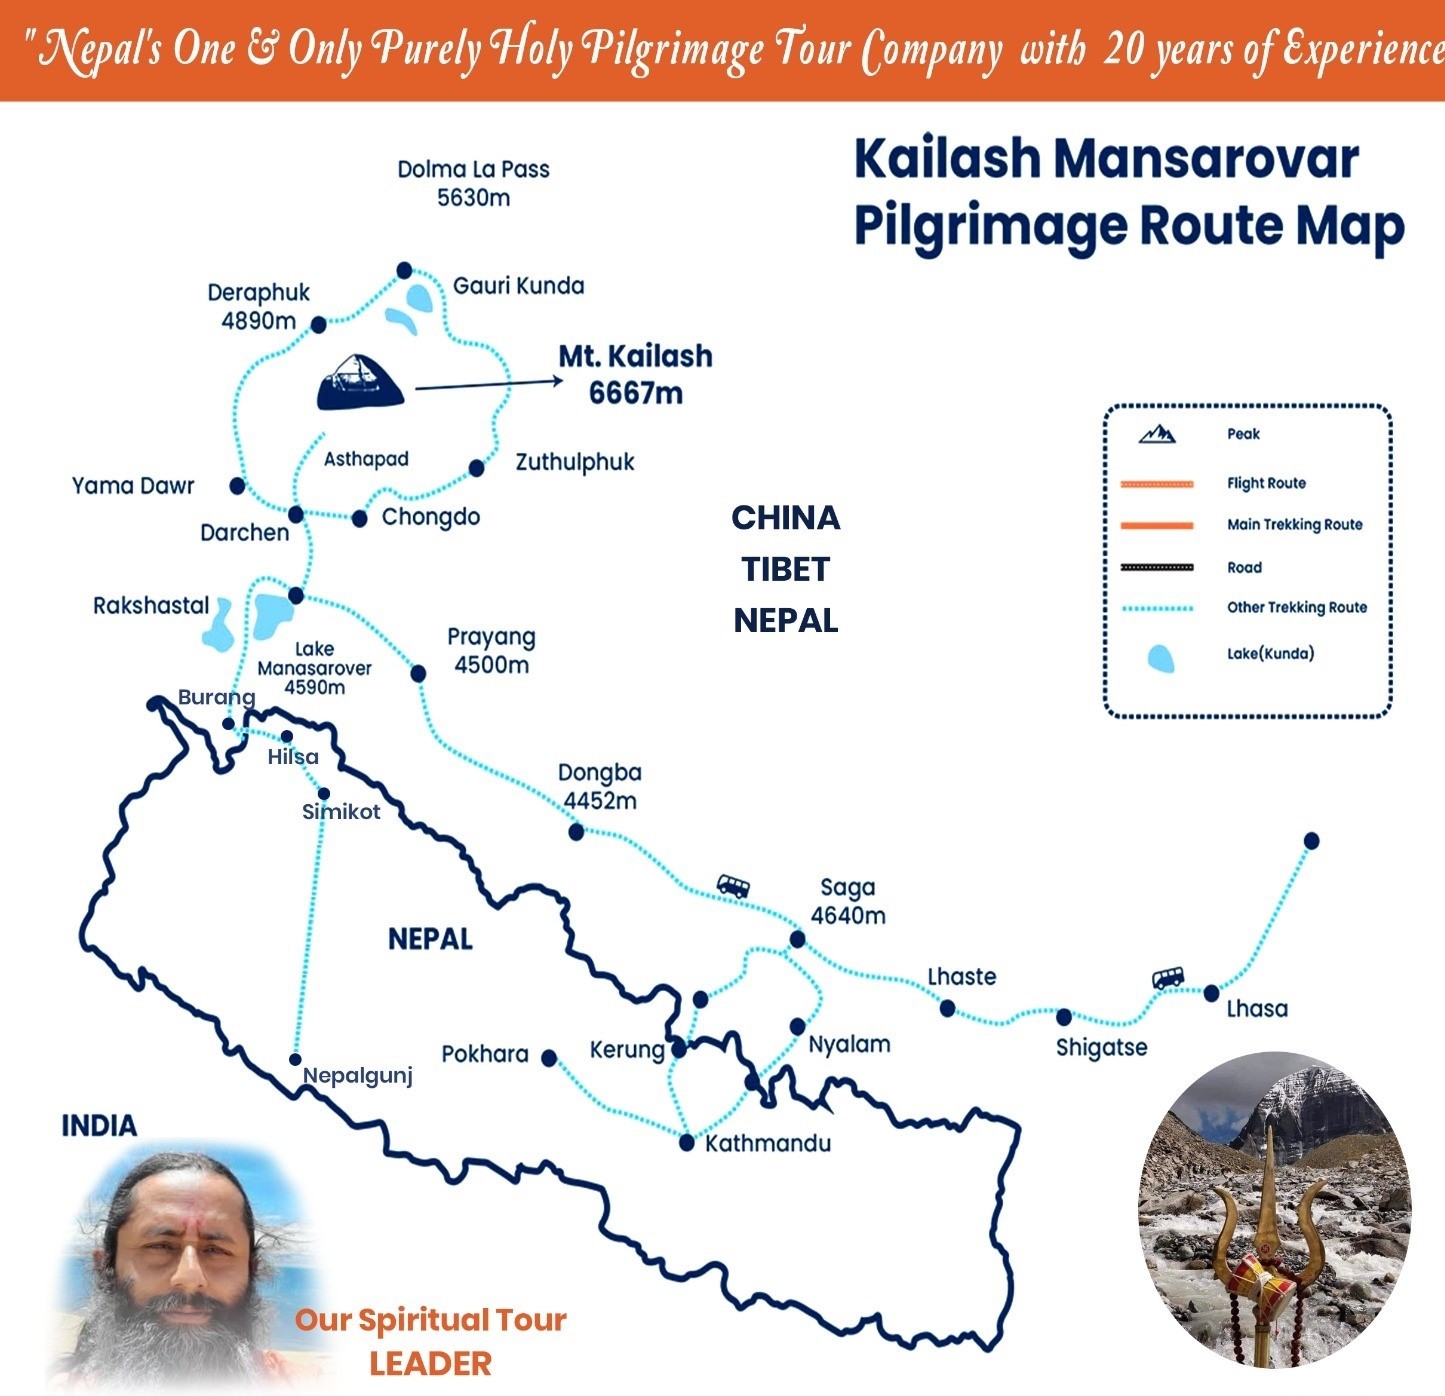 "Nepal's One & Only Purely Holy Pilgrimage Tour Company with 20 years of Experience
Kailash Mansarovar
Pilgrimage Route Map
Dolma La Pass
5630m
Gauri Kunda
Deraphuk
4890m
Mt. Kailash
6667m
Asthapad
Zuthulphuk
Yama Dawr
Darchen
Chongdo
CHINA
TIBET
NEPAL
Peak
Flight Route
Main Trekking Route
Road
Other Trekking Route
Lake(Kunda)
Rakshastal
Lake
Manasarover
4590m
Prayang
4500m
Burang
Hilsa
Simikot
Dongba
4452m
Saga
4640m
NEPAL
Lhaste
Lhasa
Shigatse
Nyalam
Kerung
Pokhara
Nepalgunj
Kathmandu
INDIA
Our Spiritual Tour
LEADER